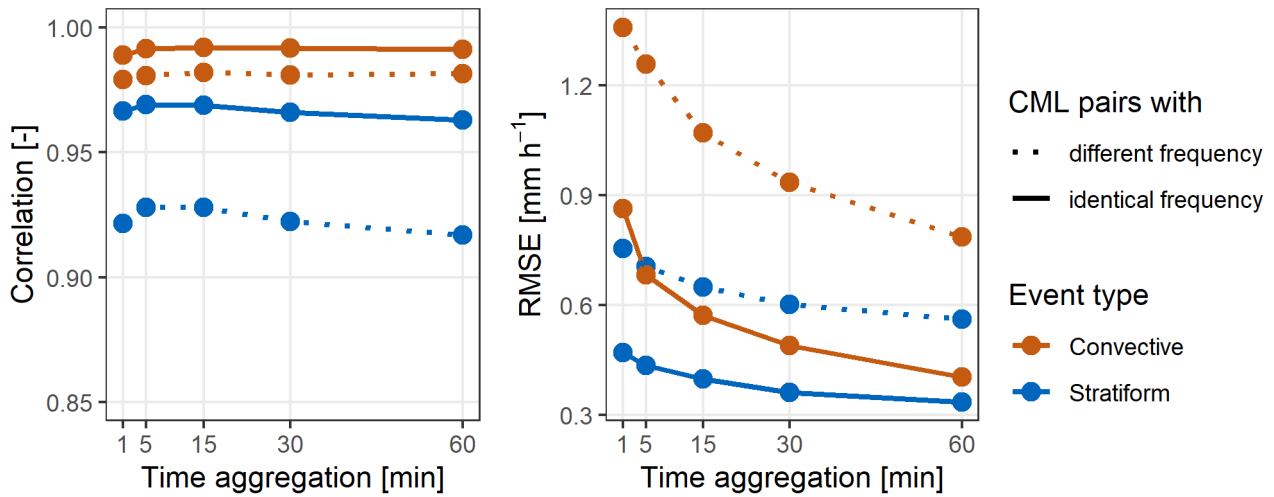 1.00
0.95
0.90
0.85
Correlation [-]
1 5 15 30 60
Time aggregation [min]
1.2
0.9
0.6
0.3
RMSE [mm h⁻¹]
1 5 15 30 60
Time aggregation [min]
CML pairs with
different frequency
identical frequency
Event type
Convective
Stratiform